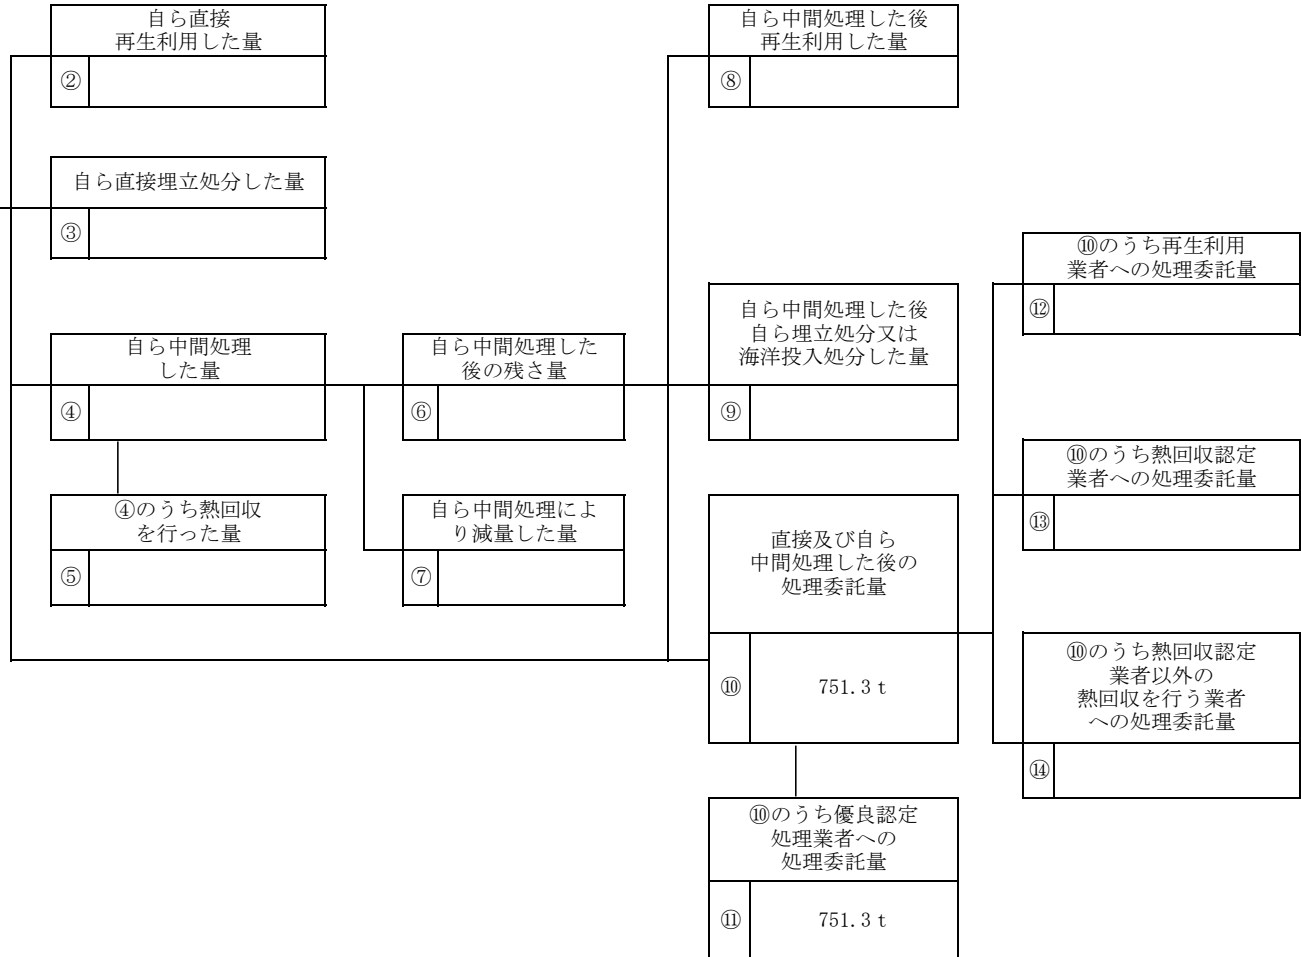 自ら直接
再生利用した量
②
自ら直接埋立処分した量
③
自ら中間処理
した量
④
④のうち熱回収
を行った量
⑤
自ら中間処理した
後の残さ量
⑥
自ら中間処理によ
り減量した量
⑦
自ら中間処理した後
再生利用した量
⑧
自ら中間処理した後
自ら埋立処分又は
海洋投入処分した量
⑨
直接及び自ら
中間処理した後の
処理委託量
⑩ 751.3ｔ
⑩のうち優良認定
処理業者への
処理委託量
⑪ 751.3ｔ
⑩のうち再生利用
業者への処理委託量
⑫
⑩のうち熱回収認定
業者への処理委託量
⑬
⑩のうち熱回収認定
業者以外の
熱回収を行う業者
への処理委託量
⑭